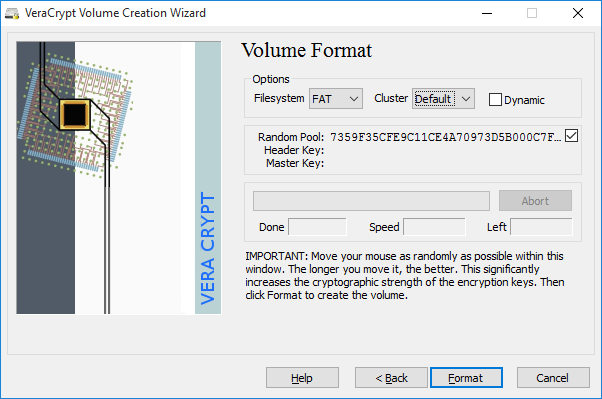 VeraCrypt Volume Creation Wizard
Volume Format
Options
Filesystem FAT Cluster Default Dynamic
Random Pool: 7359F35CFE9C11CE4A70973D5B000C7F...
Header Key:
Master Key:
Abort
Done Speed Left
IMPORTANT: Move your mouse as randomly as possible within this
window. The longer you move it, the better. This significantly
increases the cryptographic strength of the encryption keys. Then
click Format to create the volume.
VERA CRYPT
Help < Back Format Cancel